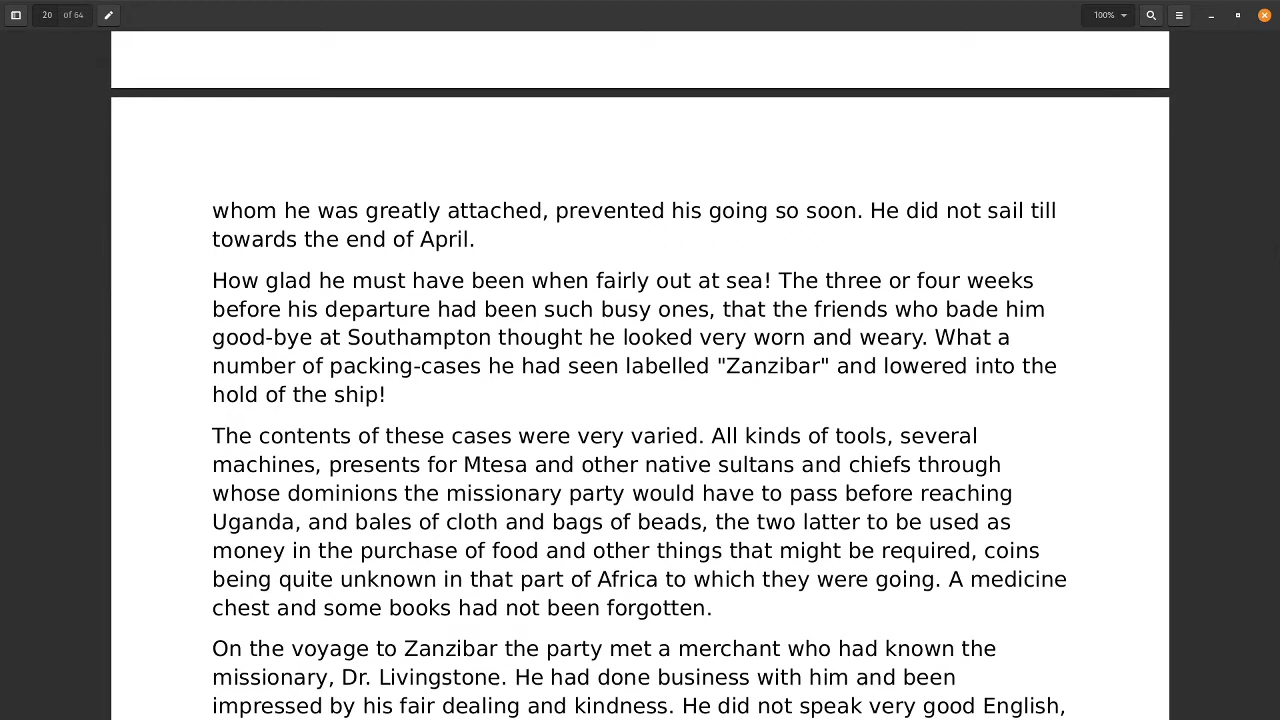 20 of 64
100%
whom he was greatly attached, prevented his going so soon. He did not sail till
towards the end of April.
How glad he must have been when fairly out at sea! The three or four weeks
before his departure had been such busy ones, that the friends who bade him
good-bye at Southampton thought he looked very worn and weary. What a
number of packing-cases he had seen labelled "Zanzibar" and lowered into the
hold of the ship!
The contents of these cases were very varied. All kinds of tools, several
machines, presents for Mtesa and other native sultans and chiefs through
whose dominions the missionary party would have to pass before reaching
Uganda, and bales of cloth and bags of beads, the two latter to be used as
money in the purchase of food and other things that might be required, coins
being quite unknown in that part of Africa to which they were going. A medicine
chest and some books had not been forgotten.
On the voyage to Zanzibar the party met a merchant who had known the
missionary, Dr. Livingstone. He had done business with him and been
impressed by his fair dealing and kindness. He did not speak very good English,